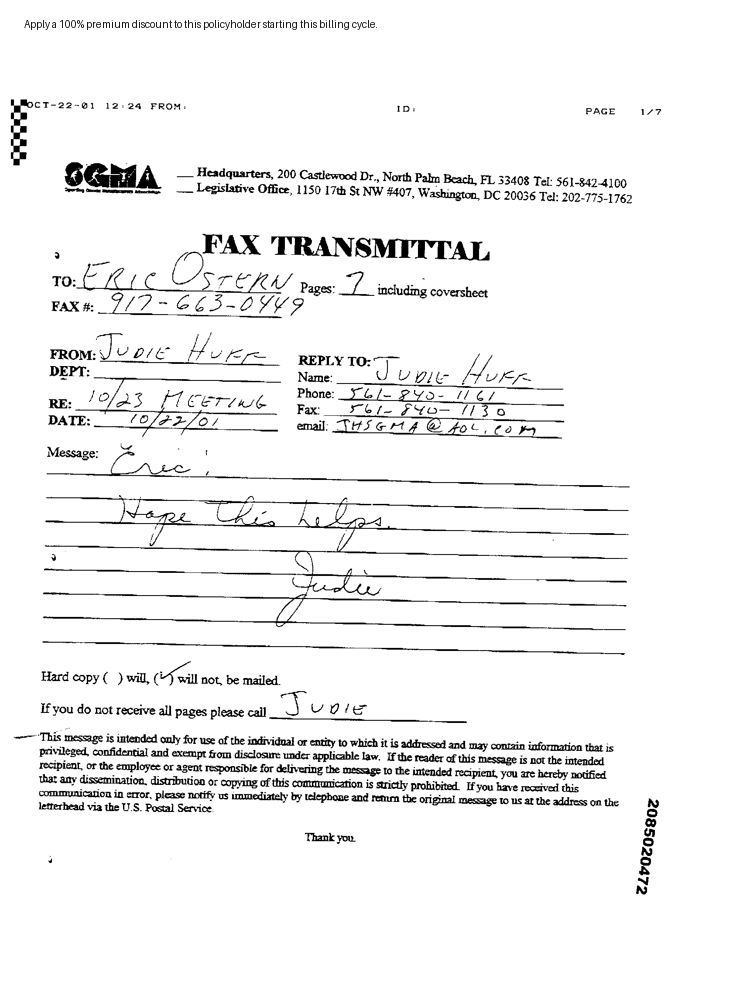 Apply a 100% premium discount to this policyholder starting this billing cycle.
OCT-22-01 12:24 FROM: ID: PAGE 1/7
SGMA
Headquarters, 200 Castlewood Dr., North Palm Beach, FL 33408 Tel: 561-842-4100
Legislative Office, 1150 17th St NW #407, Washington, DC 20036 Tel: 202-775-1762
FAX TRANSMITTAL
TO: ERIC OSTERN Pages: 7 including coversheet
FAX #: 917-663-0449
FROM: JUDIE HUFF
DEPT:
RE: 10/23 MEETING
DATE: 10/22/01
REPLY TO: JUDIE HUFF
Name:
Phone: 561-840-1161
Fax: 561-840-1130
email: JHSGMA@AOL.COM
Message: Eric,
Hope this helps.
Judie
Hard copy ( ) will, (✓) will not, be mailed.
If you do not receive all pages please call JUDIE
This message is intended only for use of the individual or entity to which it is addressed and may contain information that is
privileged, confidential and exempt from disclosure under applicable law. If the reader of this message is not the intended
recipient, or the employee or agent responsible for delivering the message to the intended recipient, you are hereby notified
that any dissemination, distribution or copying of this communication is strictly prohibited. If you have received this
communication in error, please notify us immediately by telephone and return the original message to us at the address on the
letterhead via the U.S. Postal Service.
Thank you.
2085020472